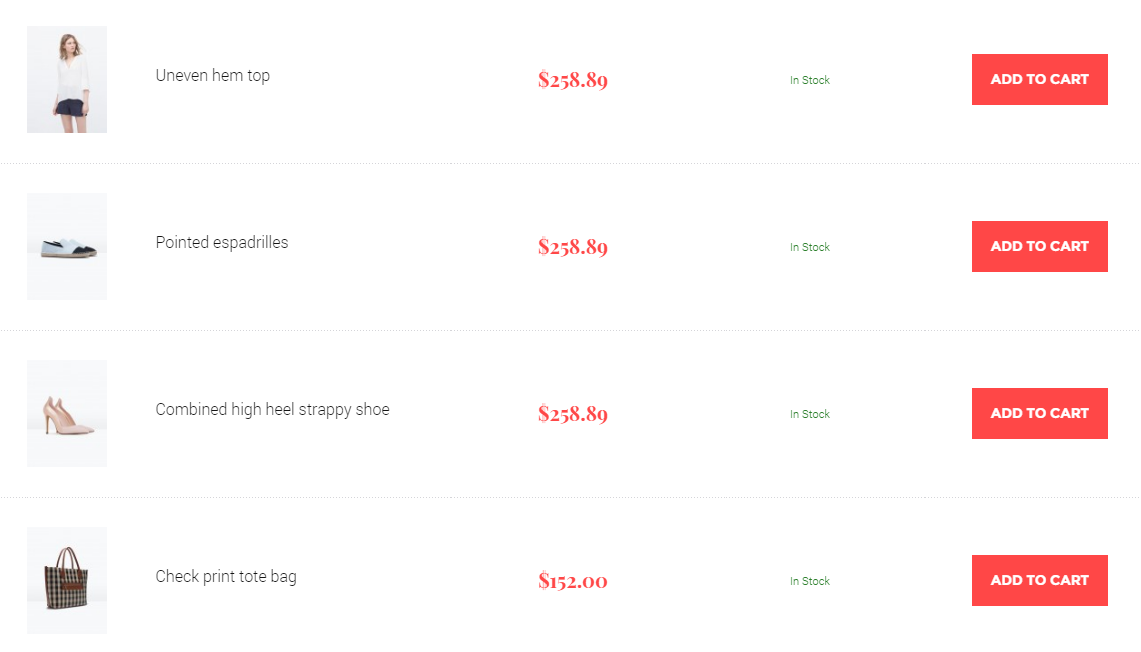 Uneven hem top
$258.89
In Stock
ADD TO CART
Pointed espadrilles
$258.89
In Stock
ADD TO CART
Combined high heel strappy shoe
$258.89
In Stock
ADD TO CART
Check print tote bag
$152.00
In Stock
ADD TO CART